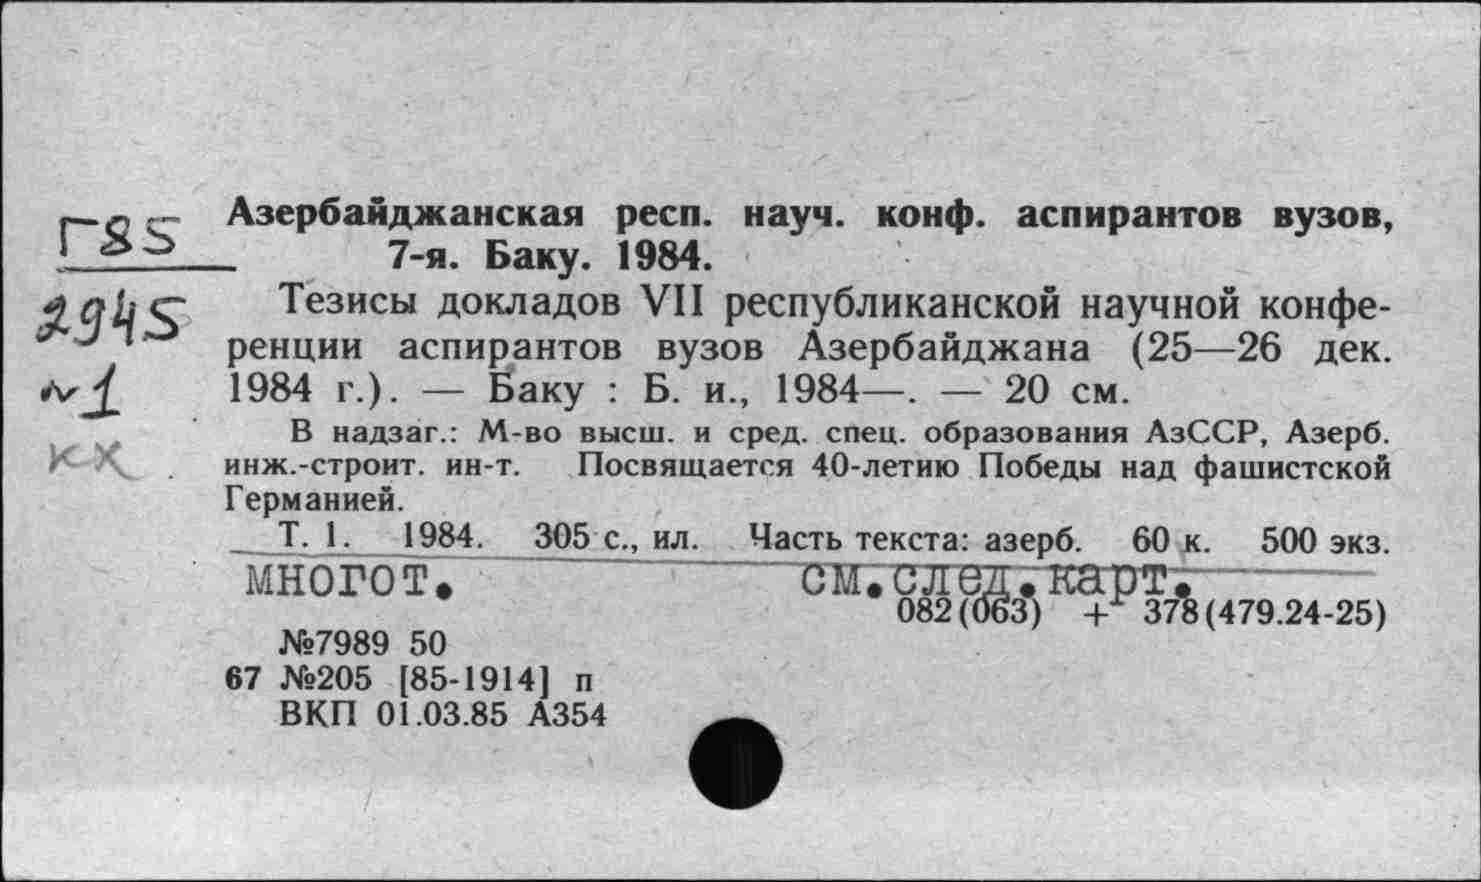 Г85
2945
N1
кх
Азербайджанская респ. науч. конф. аспирантов вузов,
7-я. Баку. 1984.
Тезисы докладов VII республиканской научной конфе-
ренции аспирантов вузов Азербайджана (25—26 дек.
1984 г.). — Баку : Б. и., 1984—. — 20 см.
В надзаг.: М-во высш. и сред. спец. образования АзССР, Азерб.
инж.-строит. ин-т. Посвящается 40-летию Победы над фашистской
Германией.
Т. 1. 1984. 305 с., ил. Часть текста: азерб. 60 к. 500 экз.
многот. см.след.карт.
082(063) + 378(479.24-25)
№7989 50
67 №205 [85-1914] п
ВКП 01.03.85 А354